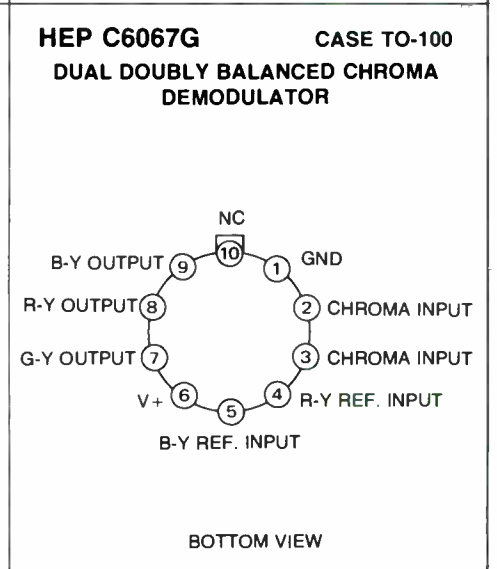 HEP C6067G CASE TO-100
DUAL DOUBLY BALANCED CHROMA
DEMODULATOR
NC
10
B-Y OUTPUT 9
1 GND
R-Y OUTPUT 8
2 CHROMA INPUT
G-Y OUTPUT 7
3 CHROMA INPUT
V+ 6
4 R-Y REF. INPUT
5
B-Y REF. INPUT
BOTTOM VIEW